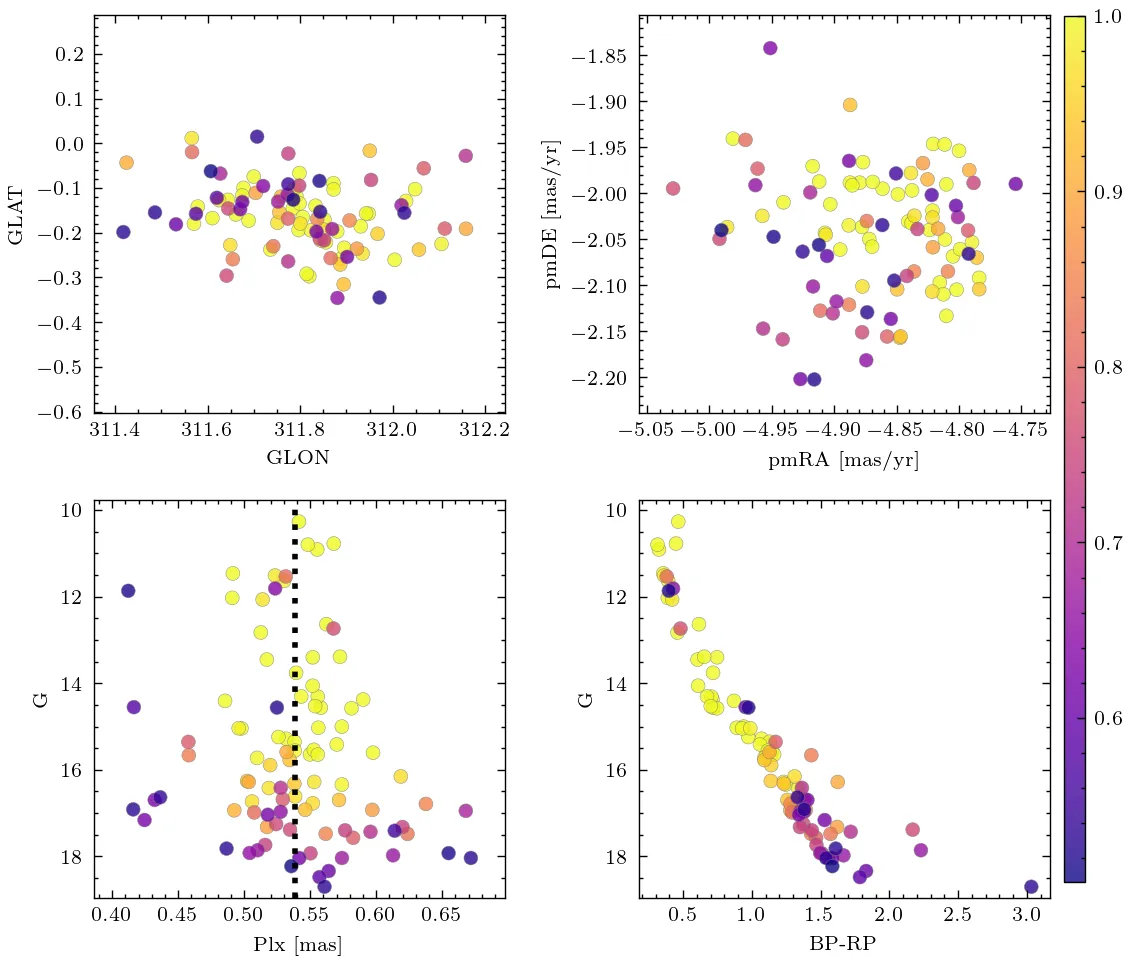 0.2
0.1
0.0
−0.1
−0.2
−0.3
−0.4
−0.5
−0.6
GLAT
311.4 311.6 311.8 312.0 312.2
GLON
−1.85
−1.90
−1.95
−2.00
−2.05
−2.10
−2.15
−2.20
pmDE [mas/yr]
−5.05 −5.00 −4.95 −4.90 −4.85 −4.80 −4.75
pmRA [mas/yr]
1.0
0.9
0.8
0.7
0.6
10
12
14
16
18
G
0.40 0.45 0.50 0.55 0.60 0.65
Plx [mas]
10
12
14
16
18
G
0.5 1.0 1.5 2.0 2.5 3.0
BP-RP